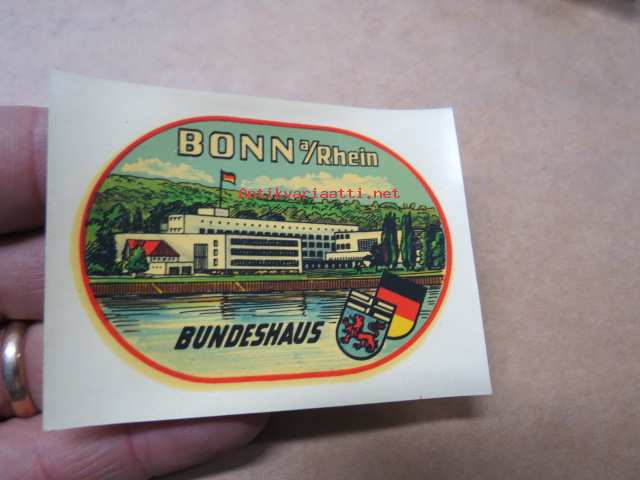 BONN a/Rhein
Antikvariaatti.net
BUNDESHAUS